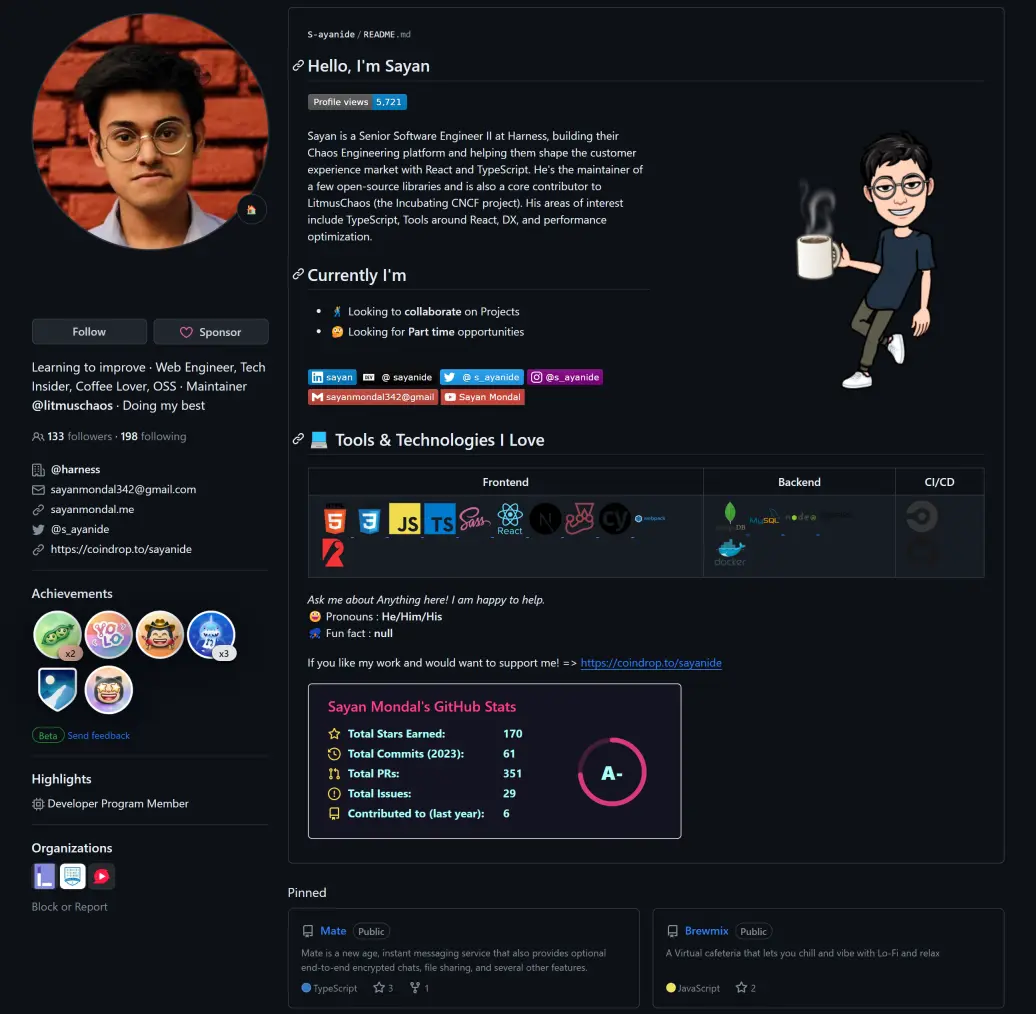 Follow
Sponsor
Learning to improve · Web Engineer, Tech
Insider, Coffee Lover, OSS · Maintainer
@litmuschaos · Doing my best
133 followers · 198 following
@harness
sayanmondal342@gmail.com
sayanmondal.me
@s_ayanide
https://coindrop.to/sayanide
Achievements
YO
LO
x2
x3
Beta Send feedback
Highlights
Developer Program Member
Organizations
Block or Report
S-ayanide / README.md
Hello, I'm Sayan
Profile views 5,721
Sayan is a Senior Software Engineer II at Harness, building their
Chaos Engineering platform and helping them shape the customer
experience market with React and TypeScript. He's the maintainer of
a few open-source libraries and is also a core contributor to
LitmusChaos (the Incubating CNCF project). His areas of interest
include TypeScript, Tools around React, DX, and performance
optimization.
Currently I'm
Looking to collaborate on Projects
Looking for Part time opportunities
in sayan DEV @ sayanide @ s_ayanide @s_ayanide
sayanmondal342@gmail Sayan Mondal
Tools & Technologies I Love
Frontend Backend CI/CD
5 3 JS TS Sass React N cy webpack
DB MySQL node
docker
Ask me about Anything here! I am happy to help.
Pronouns : He/Him/His
Fun fact : null
If you like my work and would want to support me! => https://coindrop.to/sayanide
Sayan Mondal's GitHub Stats
Total Stars Earned: 170
Total Commits (2023): 61
Total PRs: 351
Total Issues: 29
Contributed to (last year): 6
A-
Pinned
Mate Public
Mate is a new age, instant messaging service that also provides optional
end-to-end encrypted chats, file sharing, and several other features.
TypeScript 3 1
Brewmix Public
A Virtual cafeteria that lets you chill and vibe with Lo-Fi and relax
JavaScript 2